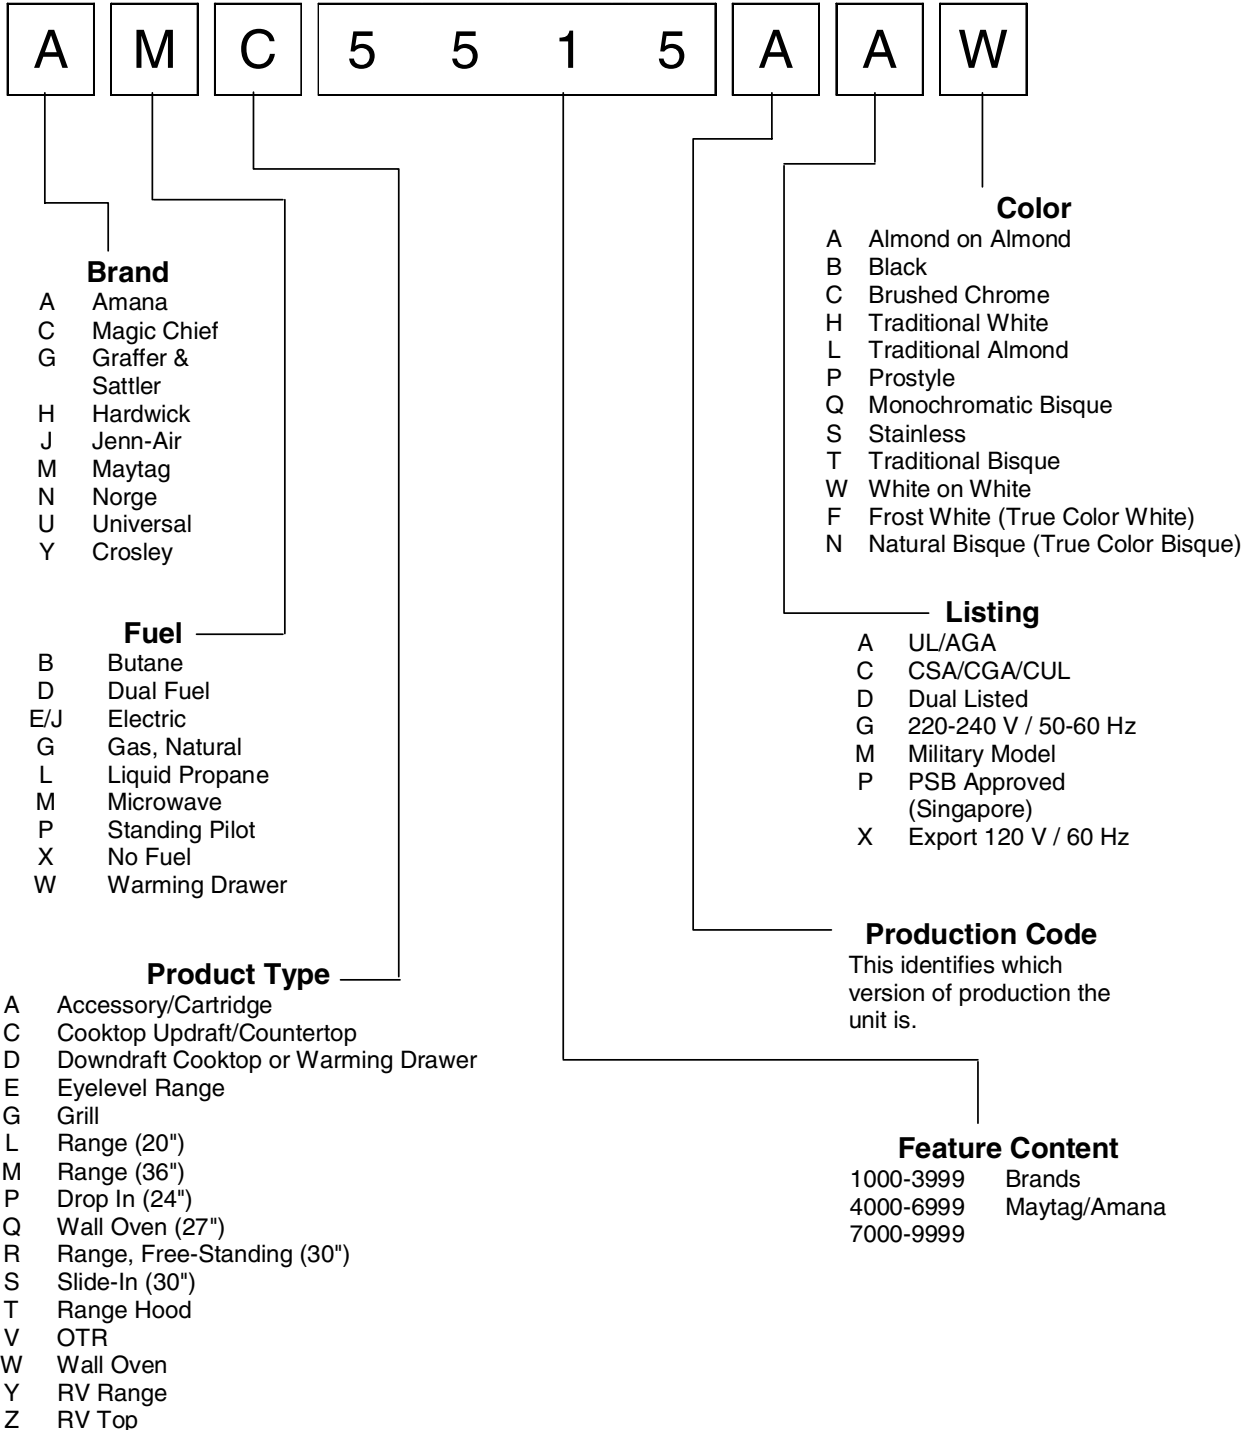 A M C 5 5 1 5 A A W
Brand
A Amana
C Magic Chief
G Graffer &
Sattler
H Hardwick
J Jenn-Air
M Maytag
N Norge
U Universal
Y Crosley
Fuel
B Butane
D Dual Fuel
E/J Electric
G Gas, Natural
L Liquid Propane
M Microwave
P Standing Pilot
X No Fuel
W Warming Drawer
Product Type
A Accessory/Cartridge
C Cooktop Updraft/Countertop
D Downdraft Cooktop or Warming Drawer
E Eyelevel Range
G Grill
L Range (20")
M Range (36")
P Drop In (24")
Q Wall Oven (27")
R Range, Free-Standing (30")
S Slide-In (30")
T Range Hood
V OTR
W Wall Oven
Y RV Range
Z RV Top
Color
A Almond on Almond
B Black
C Brushed Chrome
H Traditional White
L Traditional Almond
P Prostyle
Q Monochromatic Bisque
S Stainless
T Traditional Bisque
W White on White
F Frost White (True Color White)
N Natural Bisque (True Color Bisque)
Listing
A UL/AGA
C CSA/CGA/CUL
D Dual Listed
G 220-240 V / 50-60 Hz
M Military Model
P PSB Approved
(Singapore)
X Export 120 V / 60 Hz
Production Code
This identifies which
version of production the
unit is.
Feature Content
1000-3999 Brands
4000-6999 Maytag/Amana
7000-9999